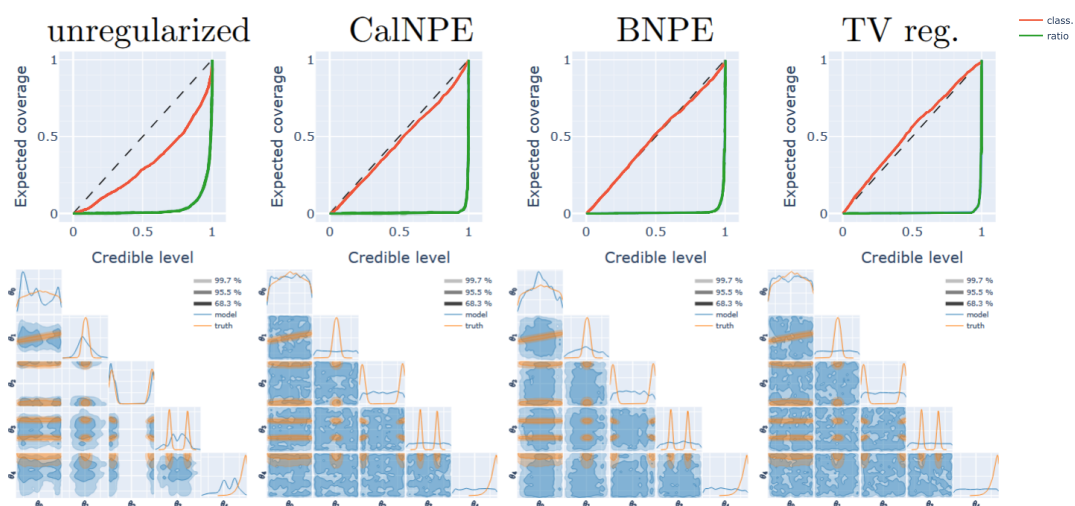 unregularized
CalNPE
BNPE
TV reg.
class.
ratio
Expected coverage
1
0.5
0
0
0.5
1
Credible level
Expected coverage
1
0.5
0
0
0.5
1
Credible level
Expected coverage
1
0.5
0
0
0.5
1
Credible level
Expected coverage
1
0.5
0
0
0.5
1
Credible level
99.7 %
95.5 %
68.3 %
model
truth
99.7 %
95.5 %
68.3 %
model
truth
99.7 %
95.5 %
68.3 %
model
truth
99.7 %
95.5 %
68.3 %
model
truth